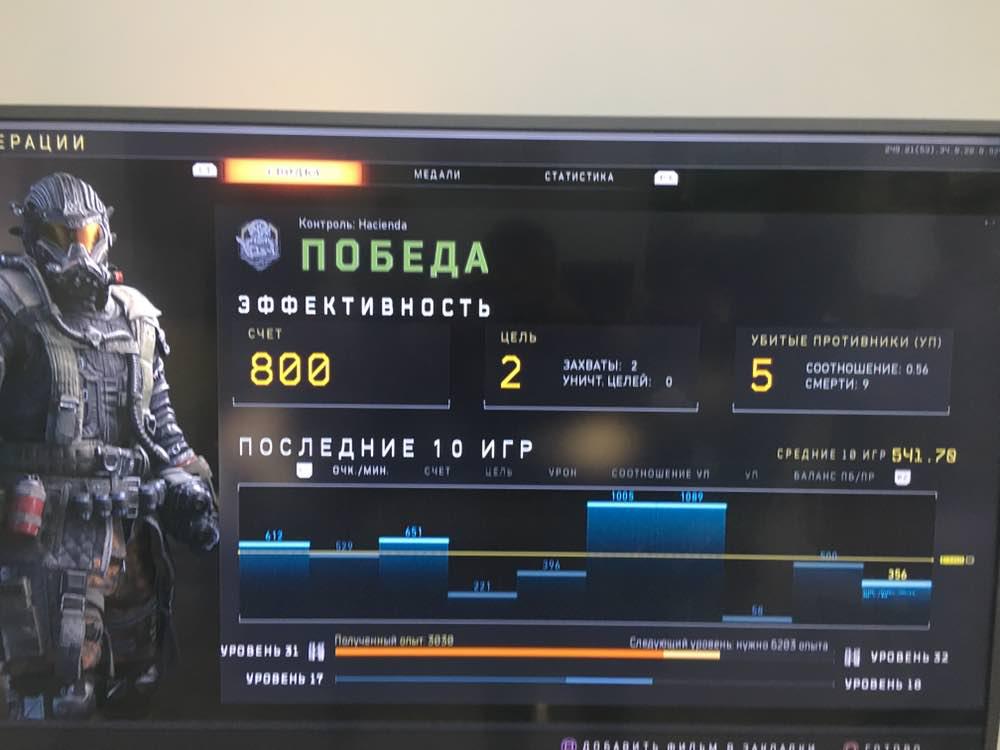 ЕРАЦИИ
СВОДКА МЕДАЛИ СТАТИСТИКА
Контроль: Hacienda
ПОБЕДА
ЭФФЕКТИВНОСТЬ
СЧЕТ
800
ЦЕЛЬ
2
ЗАХВАТЫ: 2
УНИЧТ. ЦЕЛЕЙ: 0
УБИТЫЕ ПРОТИВНИКИ (УП)
5
СООТНОШЕНИЕ: 0.56
СМЕРТИ: 9
ПОСЛЕДНИЕ 10 ИГР
СРЕДНИЕ 10 ИГР 541.70
ОЧК./МИН. СЧЕТ ЦЕЛЬ УРОН СООТНОШЕНИЕ УП УП БАЛАНС ПБ/ПР
612 529 651 221 396 1005 1089 58 500 356
Полученный опыт: 3030
Следующий уровень: нужно 6203 опыта
УРОВЕНЬ 31
УРОВЕНЬ 32
УРОВЕНЬ 17
УРОВЕНЬ 18
ДОБАВИТЬ ФИЛЬМ В ЗАКЛАДКИ ГОТОВО